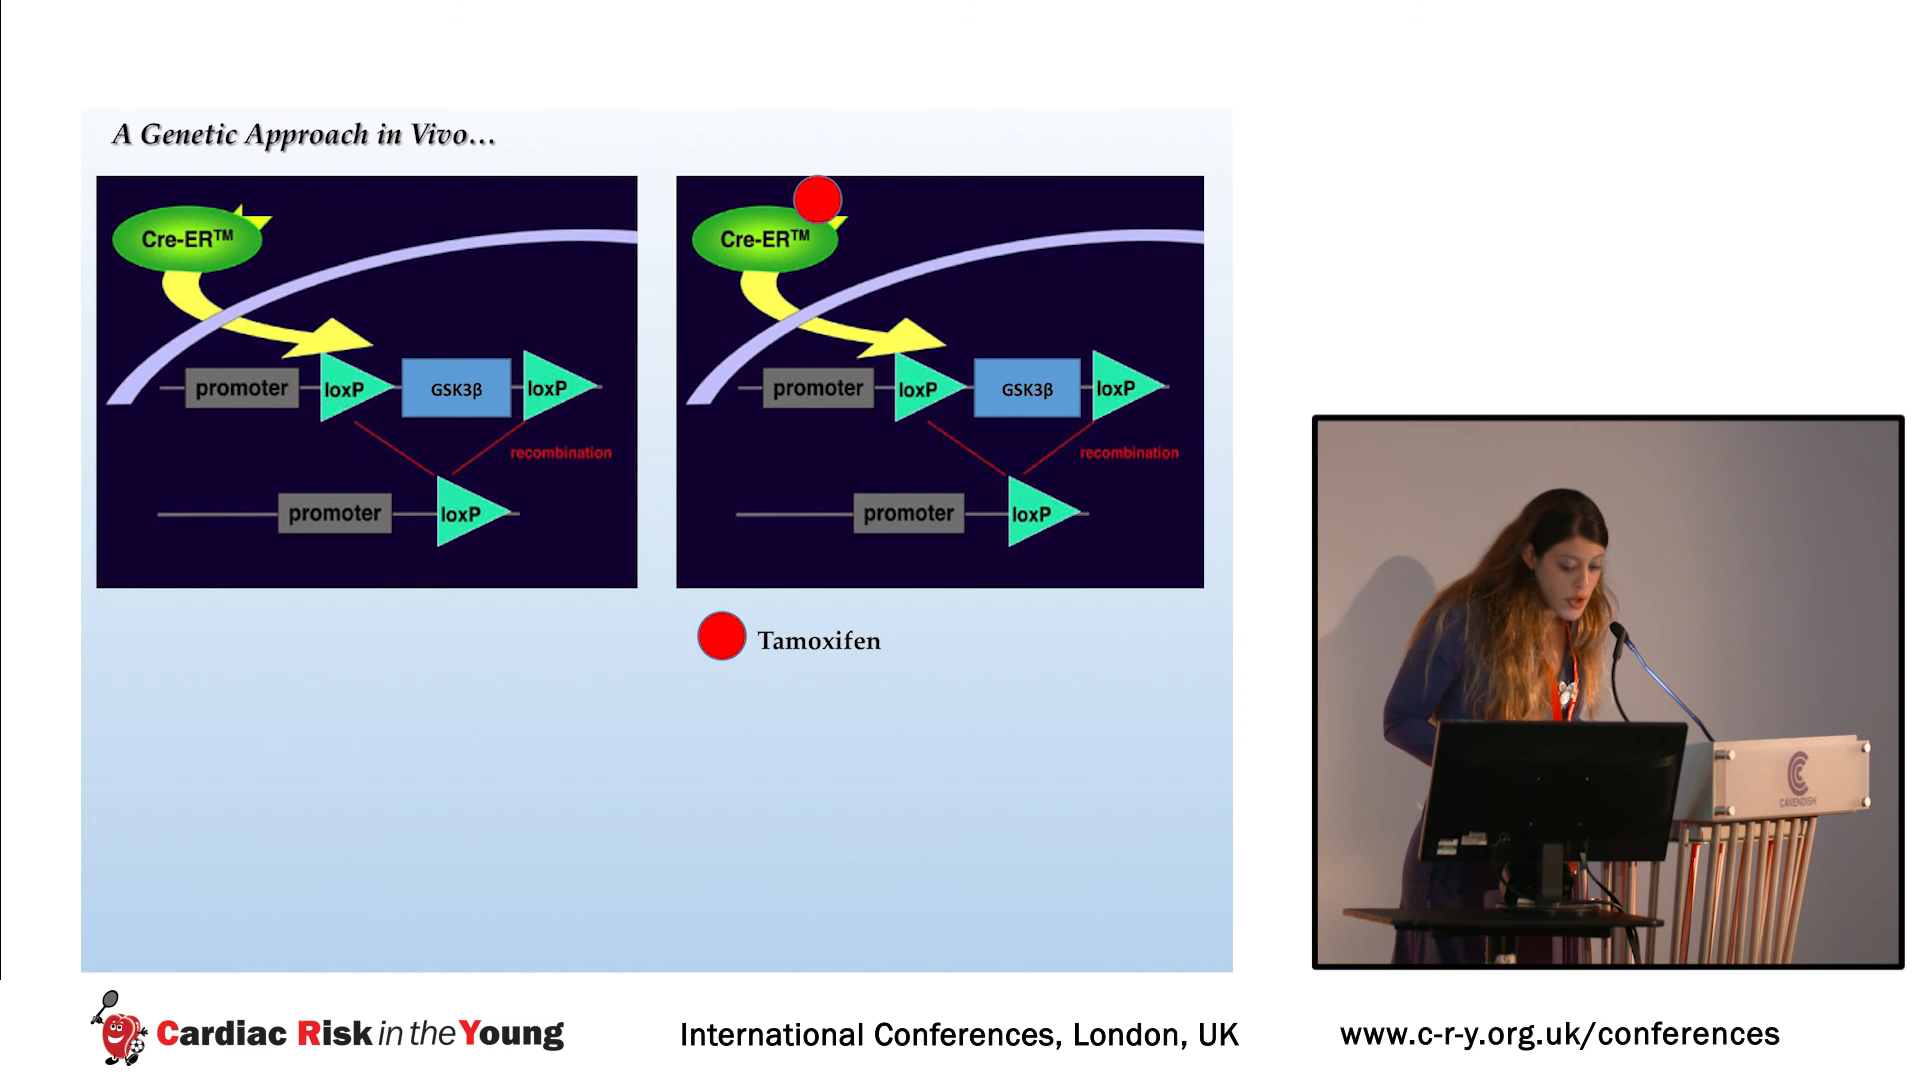 A Genetic Approach in Vivo...
Cre-ER™
promoter
loxP
GSK3β
loxP
recombination
promoter
loxP
Cre-ER™
promoter
loxP
GSK3β
loxP
recombination
promoter
loxP
Tamoxifen
CAVENDISH
Cardiac Risk in the Young
International Conferences, London, UK
www.c-r-y.org.uk/conferences